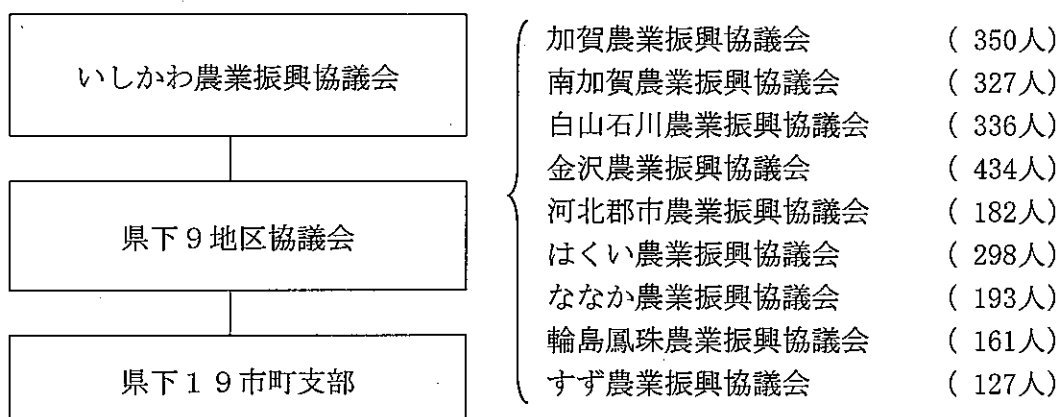 いしかわ農業振興協議会
県下9地区協議会
県下19市町支部
加賀農業振興協議会 ( 350人)
南加賀農業振興協議会 ( 327人)
白山石川農業振興協議会 ( 336人)
金沢農業振興協議会 ( 434人)
河北郡市農業振興協議会 ( 182人)
はくい農業振興協議会 ( 298人)
ななか農業振興協議会 ( 193人)
輪島鳳珠農業振興協議会 ( 161人)
すず農業振興協議会 ( 127人)